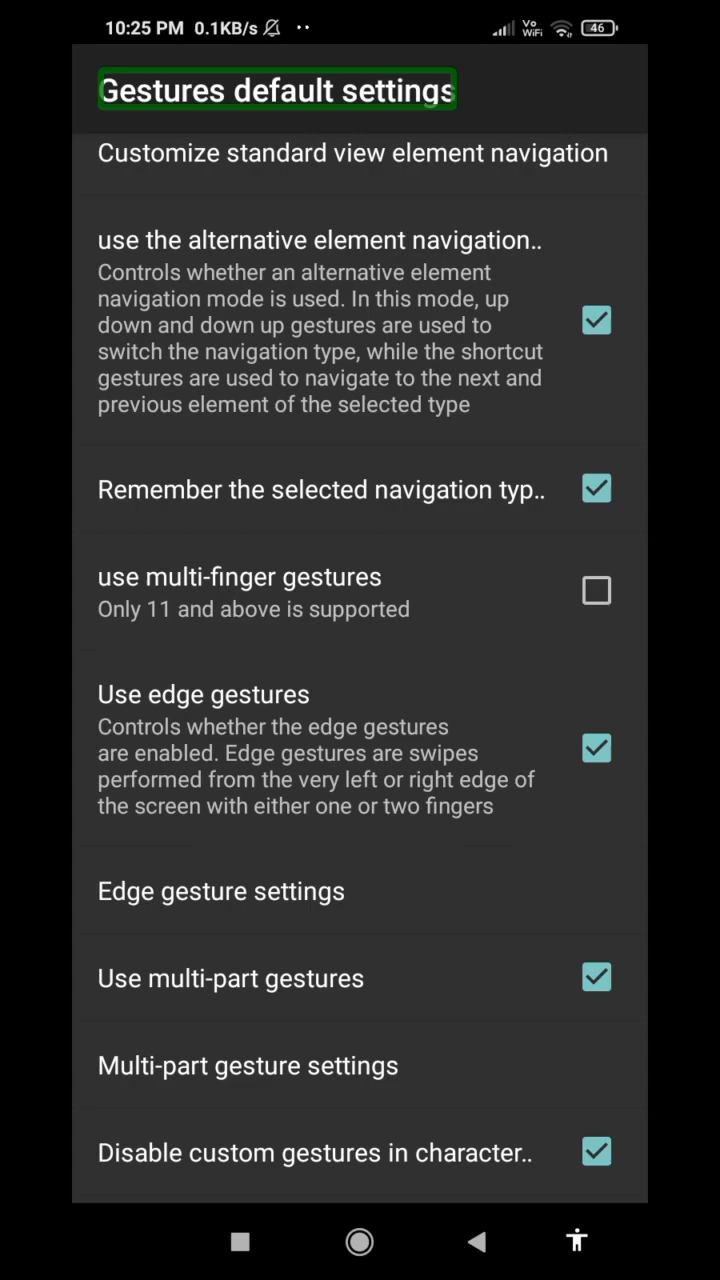 10:25 PM 0.1KB/s
Vo WiFi 46
Gestures default settings
Customize standard view element navigation
use the alternative element navigation..
Controls whether an alternative element
navigation mode is used. In this mode, up
down and down up gestures are used to
switch the navigation type, while the shortcut
gestures are used to navigate to the next and
previous element of the selected type
Remember the selected navigation typ..
use multi-finger gestures
Only 11 and above is supported
Use edge gestures
Controls whether the edge gestures
are enabled. Edge gestures are swipes
performed from the very left or right edge of
the screen with either one or two fingers
Edge gesture settings
Use multi-part gestures
Multi-part gesture settings
Disable custom gestures in character..